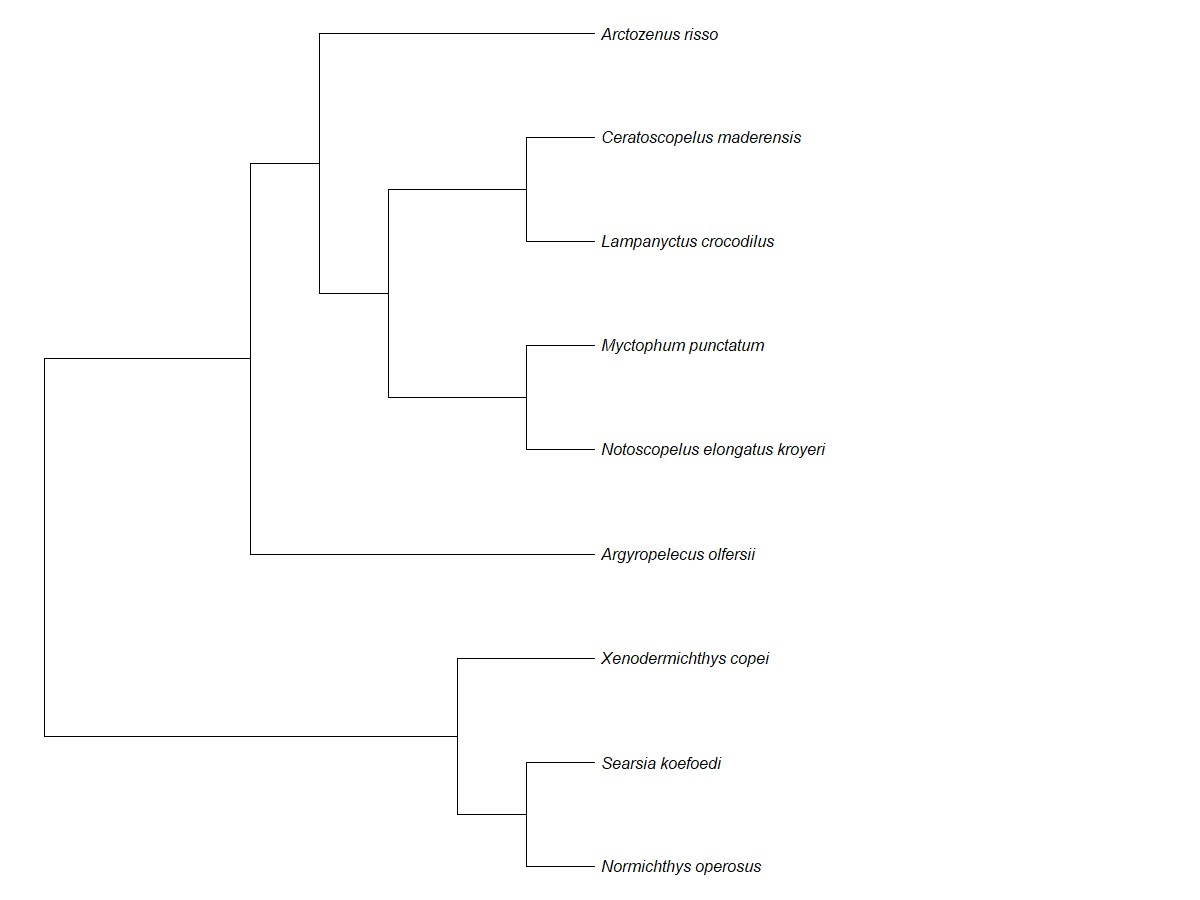 Arctozenus risso
Ceratoscopelus maderensis
Lampanyctus crocodilus
Myctophum punctatum
Notoscopelus elongatus kroyeri
Argyropelecus olfersii
Xenodermichthys copei
Searsia koefoedi
Normichthys operosus